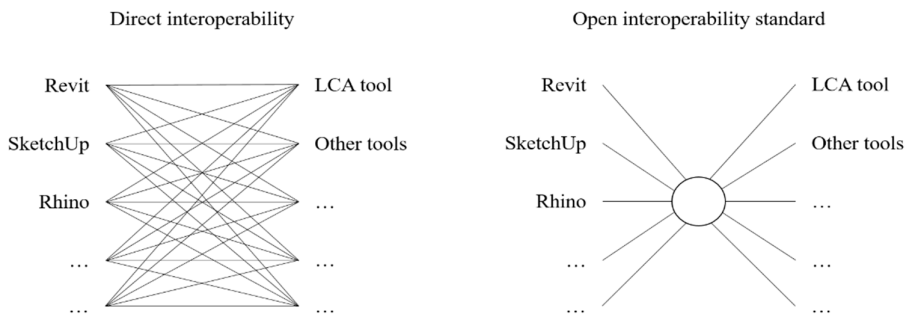 Direct interoperability
Revit
LCA tool
SketchUp
Other tools
Rhino
…
…
…
…
…
Open interoperability standard
Revit
LCA tool
SketchUp
Other tools
Rhino
…
…
…
…
…